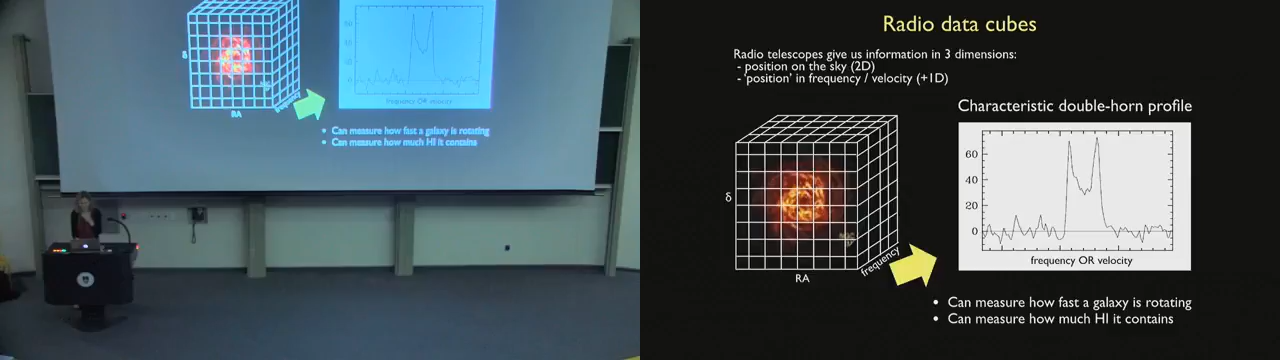 δ
RA
frequency OR velocity
• Can measure how fast a galaxy is rotating
• Can measure how much HI it contains
Radio data cubes
Radio telescopes give us information in 3 dimensions:
- position on the sky (2D)
- 'position' in frequency / velocity (+1D)
Characteristic double-horn profile
60
40
20
0
frequency OR velocity
δ
RA
frequency
• Can measure how fast a galaxy is rotating
• Can measure how much HI it contains